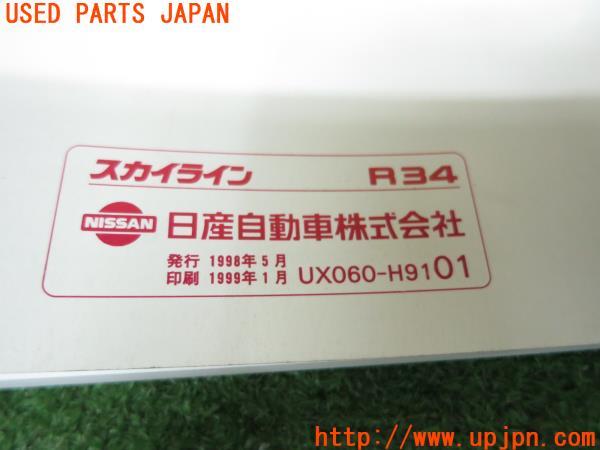 USED PARTS JAPAN
スカイライン R34
NISSAN 日産自動車株式会社
発行 1998年5月
印刷 1999年1月 UX060-H9101
http://www.upjpn.com